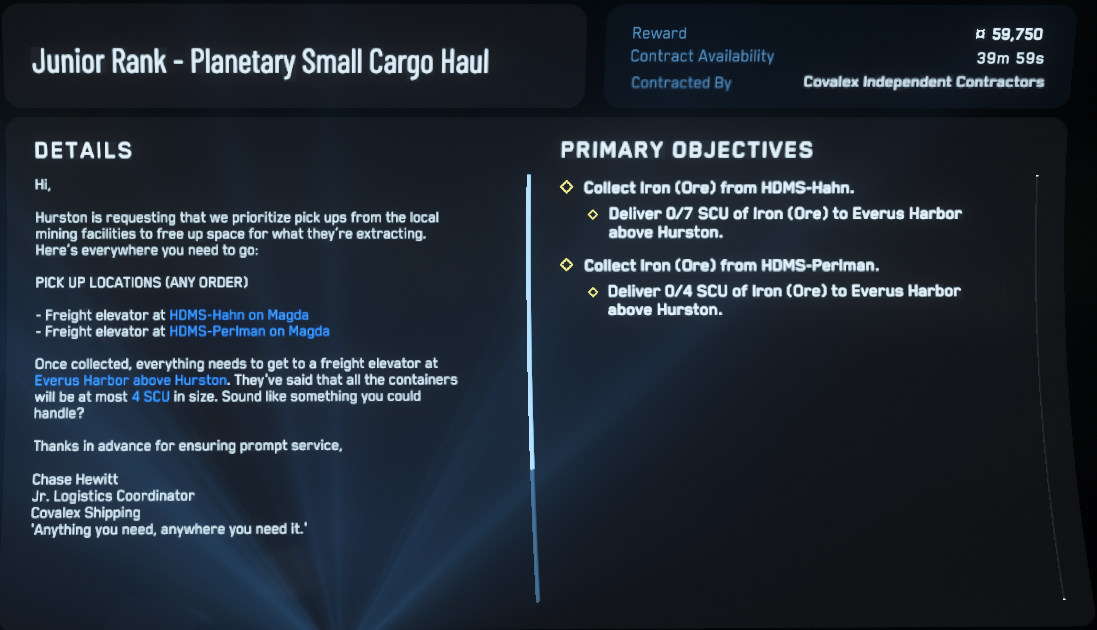 Junior Rank - Planetary Small Cargo Haul
Reward ¤ 59,750
Contract Availability 39m 59s
Contracted By Covalex Independent Contractors
DETAILS
Hi,
Hurston is requesting that we prioritize pick ups from the local
mining facilities to free up space for what they're extracting.
Here's everywhere you need to go:
PICK UP LOCATIONS (ANY ORDER)
- Freight elevator at HDMS-Hahn on Magda
- Freight elevator at HDMS-Perlman on Magda
Once collected, everything needs to get to a freight elevator at
Everus Harbor above Hurston. They've said that all the containers
will be at most 4 SCU in size. Sound like something you could
handle?
Thanks in advance for ensuring prompt service,
Chase Hewitt
Jr. Logistics Coordinator
Covalex Shipping
'Anything you need, anywhere you need it.'
PRIMARY OBJECTIVES
Collect Iron (Ore) from HDMS-Hahn.
Deliver 0/7 SCU of Iron (Ore) to Everus Harbor
above Hurston.
Collect Iron (Ore) from HDMS-Perlman.
Deliver 0/4 SCU of Iron (Ore) to Everus Harbor
above Hurston.